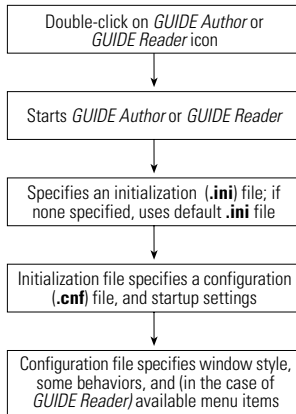 Double-click on GUIDE Author or
GUIDE Reader icon
Starts GUIDE Author or GUIDE Reader
Specifies an initialization (.ini) file; if
none specified, uses default .ini file
Initialization file specifies a configuration
(.cnf) file, and startup settings
Configuration file specifies window style,
some behaviors, and (in the case of
GUIDE Reader) available menu items